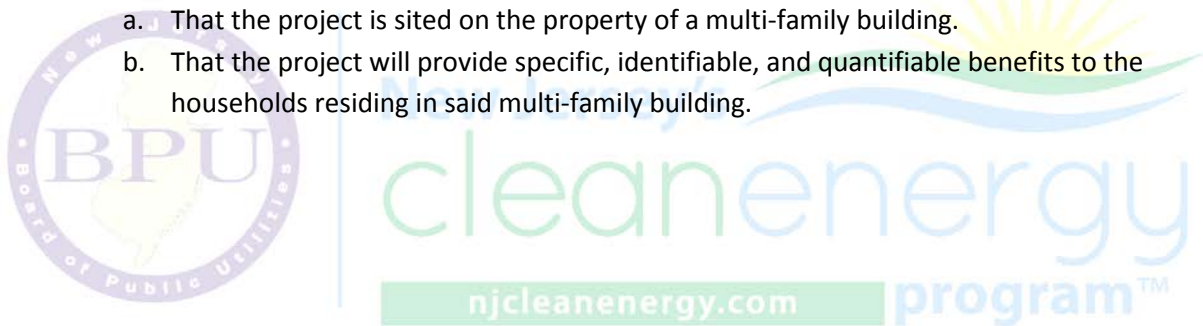 a. That the project is sited on the property of a multi-family building.
b. That the project will provide specific, identifiable, and quantifiable benefits to the
households residing in said multi-family building.
New Jersey
BPU
Board of Public Utilities
New Jersey's
cleanenergy
program™
njcleanenergy.com